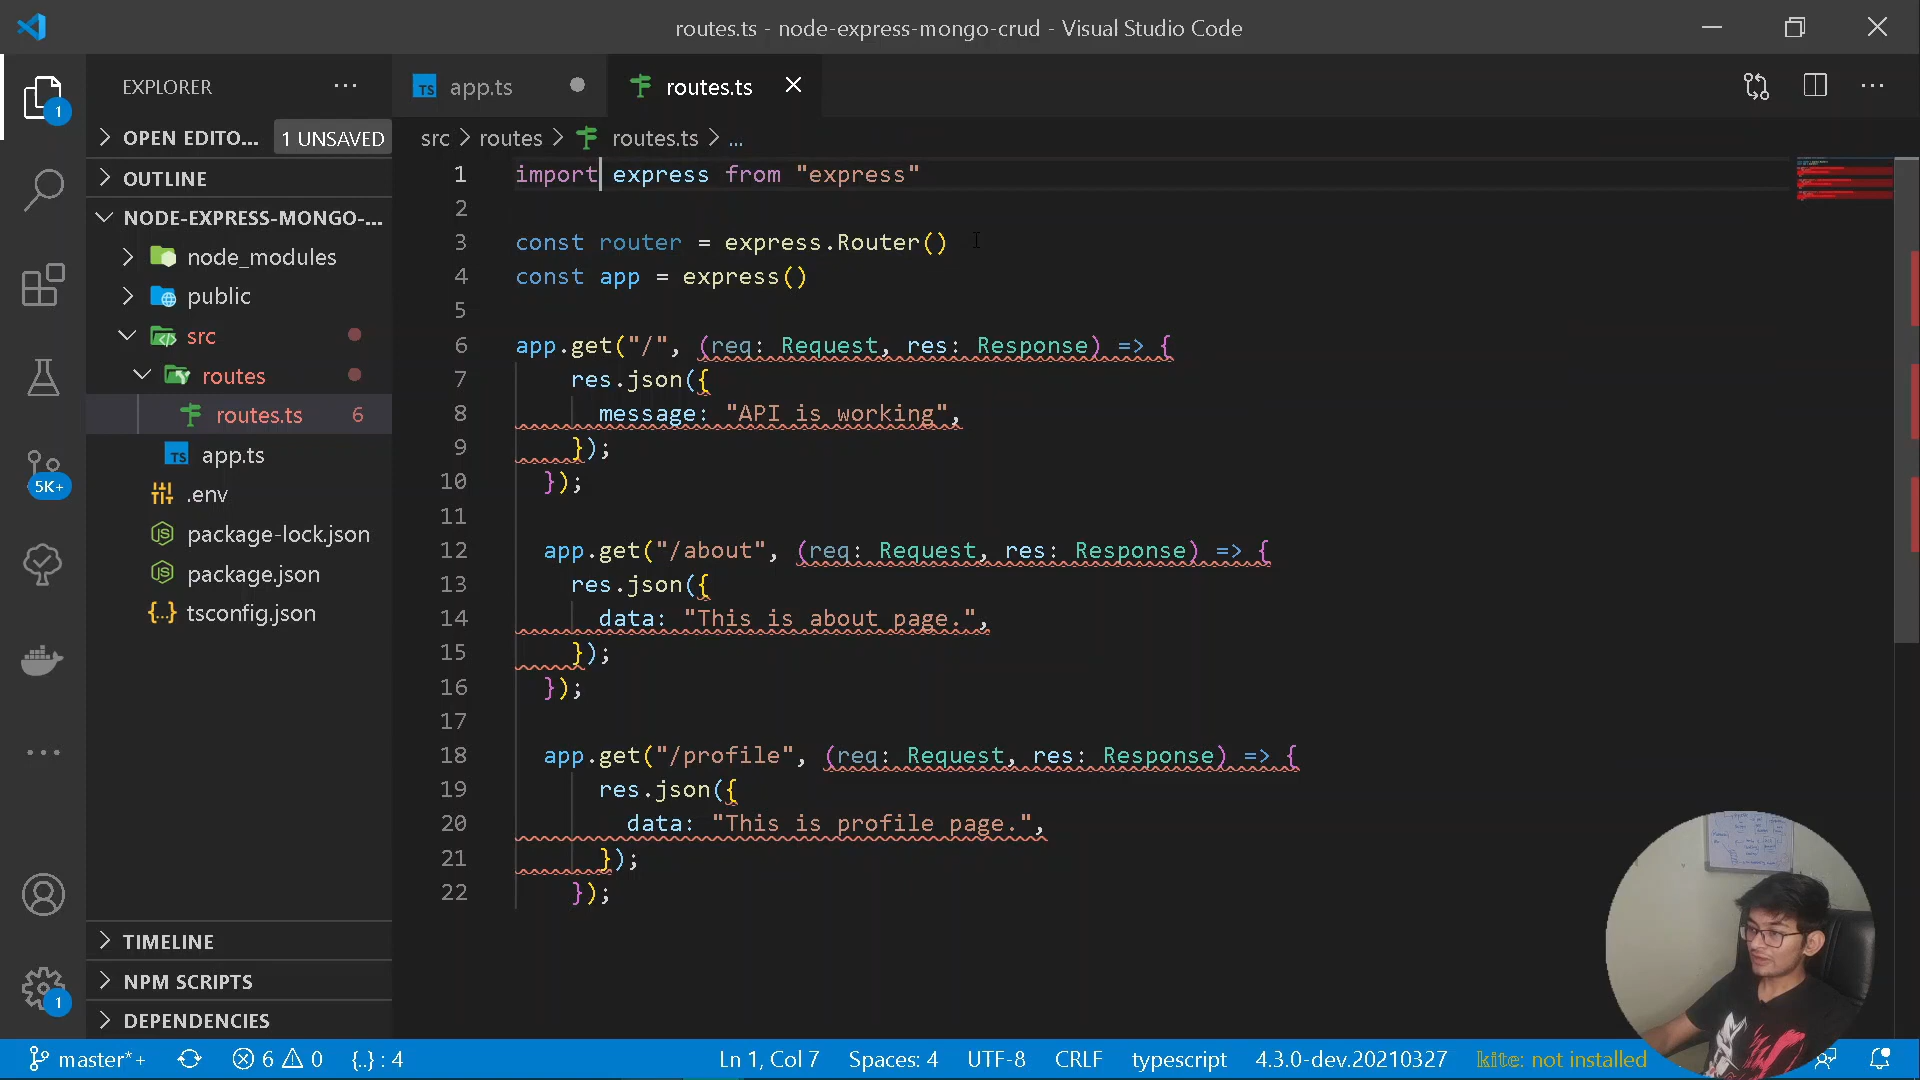 routes.ts - node-express-mongo-crud - Visual Studio Code
EXPLORER
TS app.ts
routes.ts
1
OPEN EDITO... 1 UNSAVED
OUTLINE
NODE-EXPRESS-MONGO-...
node_modules
public
src
routes
routes.ts 6
TS app.ts
.env
package-lock.json
package.json
tsconfig.json
5K+
TIMELINE
NPM SCRIPTS
DEPENDENCIES
1
src > routes > routes.ts > ...
1 import express from "express"
2
3 const router = express.Router()
4 const app = express()
5
6 app.get("/", (req: Request, res: Response) => {
7 res.json({
8 message: "API is working",
9 });
10 });
11
12 app.get("/about", (req: Request, res: Response) => {
13 res.json({
14 data: "This is about page.",
15 });
16 });
17
18 app.get("/profile", (req: Request, res: Response) => {
19 res.json({
20 data: "This is profile page.",
21 });
22 });
master*+ 6 0 {..} : 4 Ln 1, Col 7 Spaces: 4 UTF-8 CRLF typescript 4.3.0-dev.20210327 kite: not installed